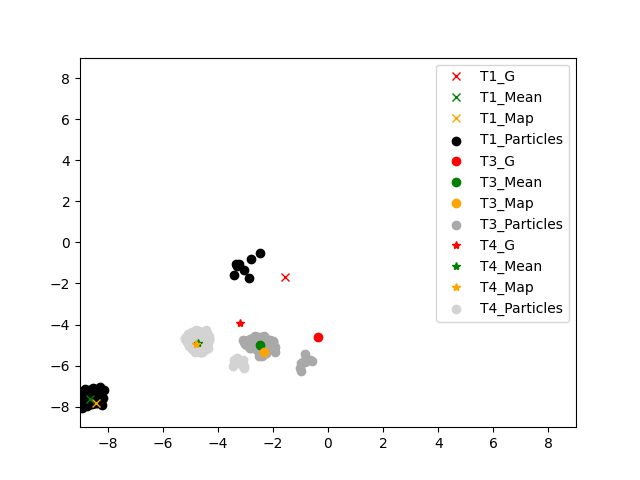 8
6
4
2
0
−2
−4
−6
−8
−8 −6 −4 −2 0 2 4 6 8
T1_G
T1_Mean
T1_Map
T1_Particles
T3_G
T3_Mean
T3_Map
T3_Particles
T4_G
T4_Mean
T4_Map
T4_Particles